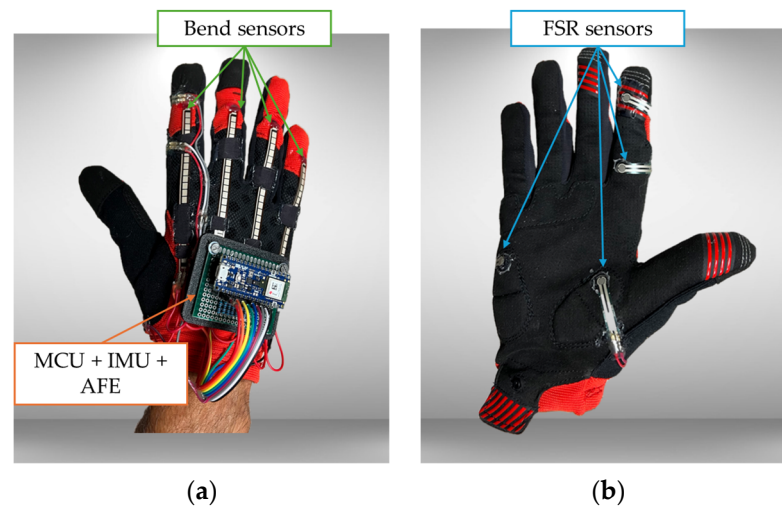 Bend sensors
FSR sensors
MCU + IMU +
AFE
(a)
(b)